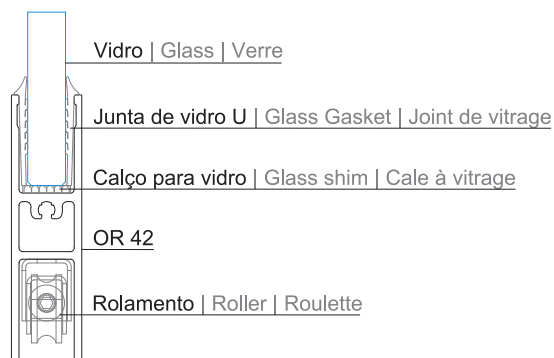 Vidro | Glass | Verre
Junta de vidro U | Glass Gasket | Joint de vitrage
Calço para vidro | Glass shim | Cale à vitrage
OR 42
Rolamento | Roller | Roulette